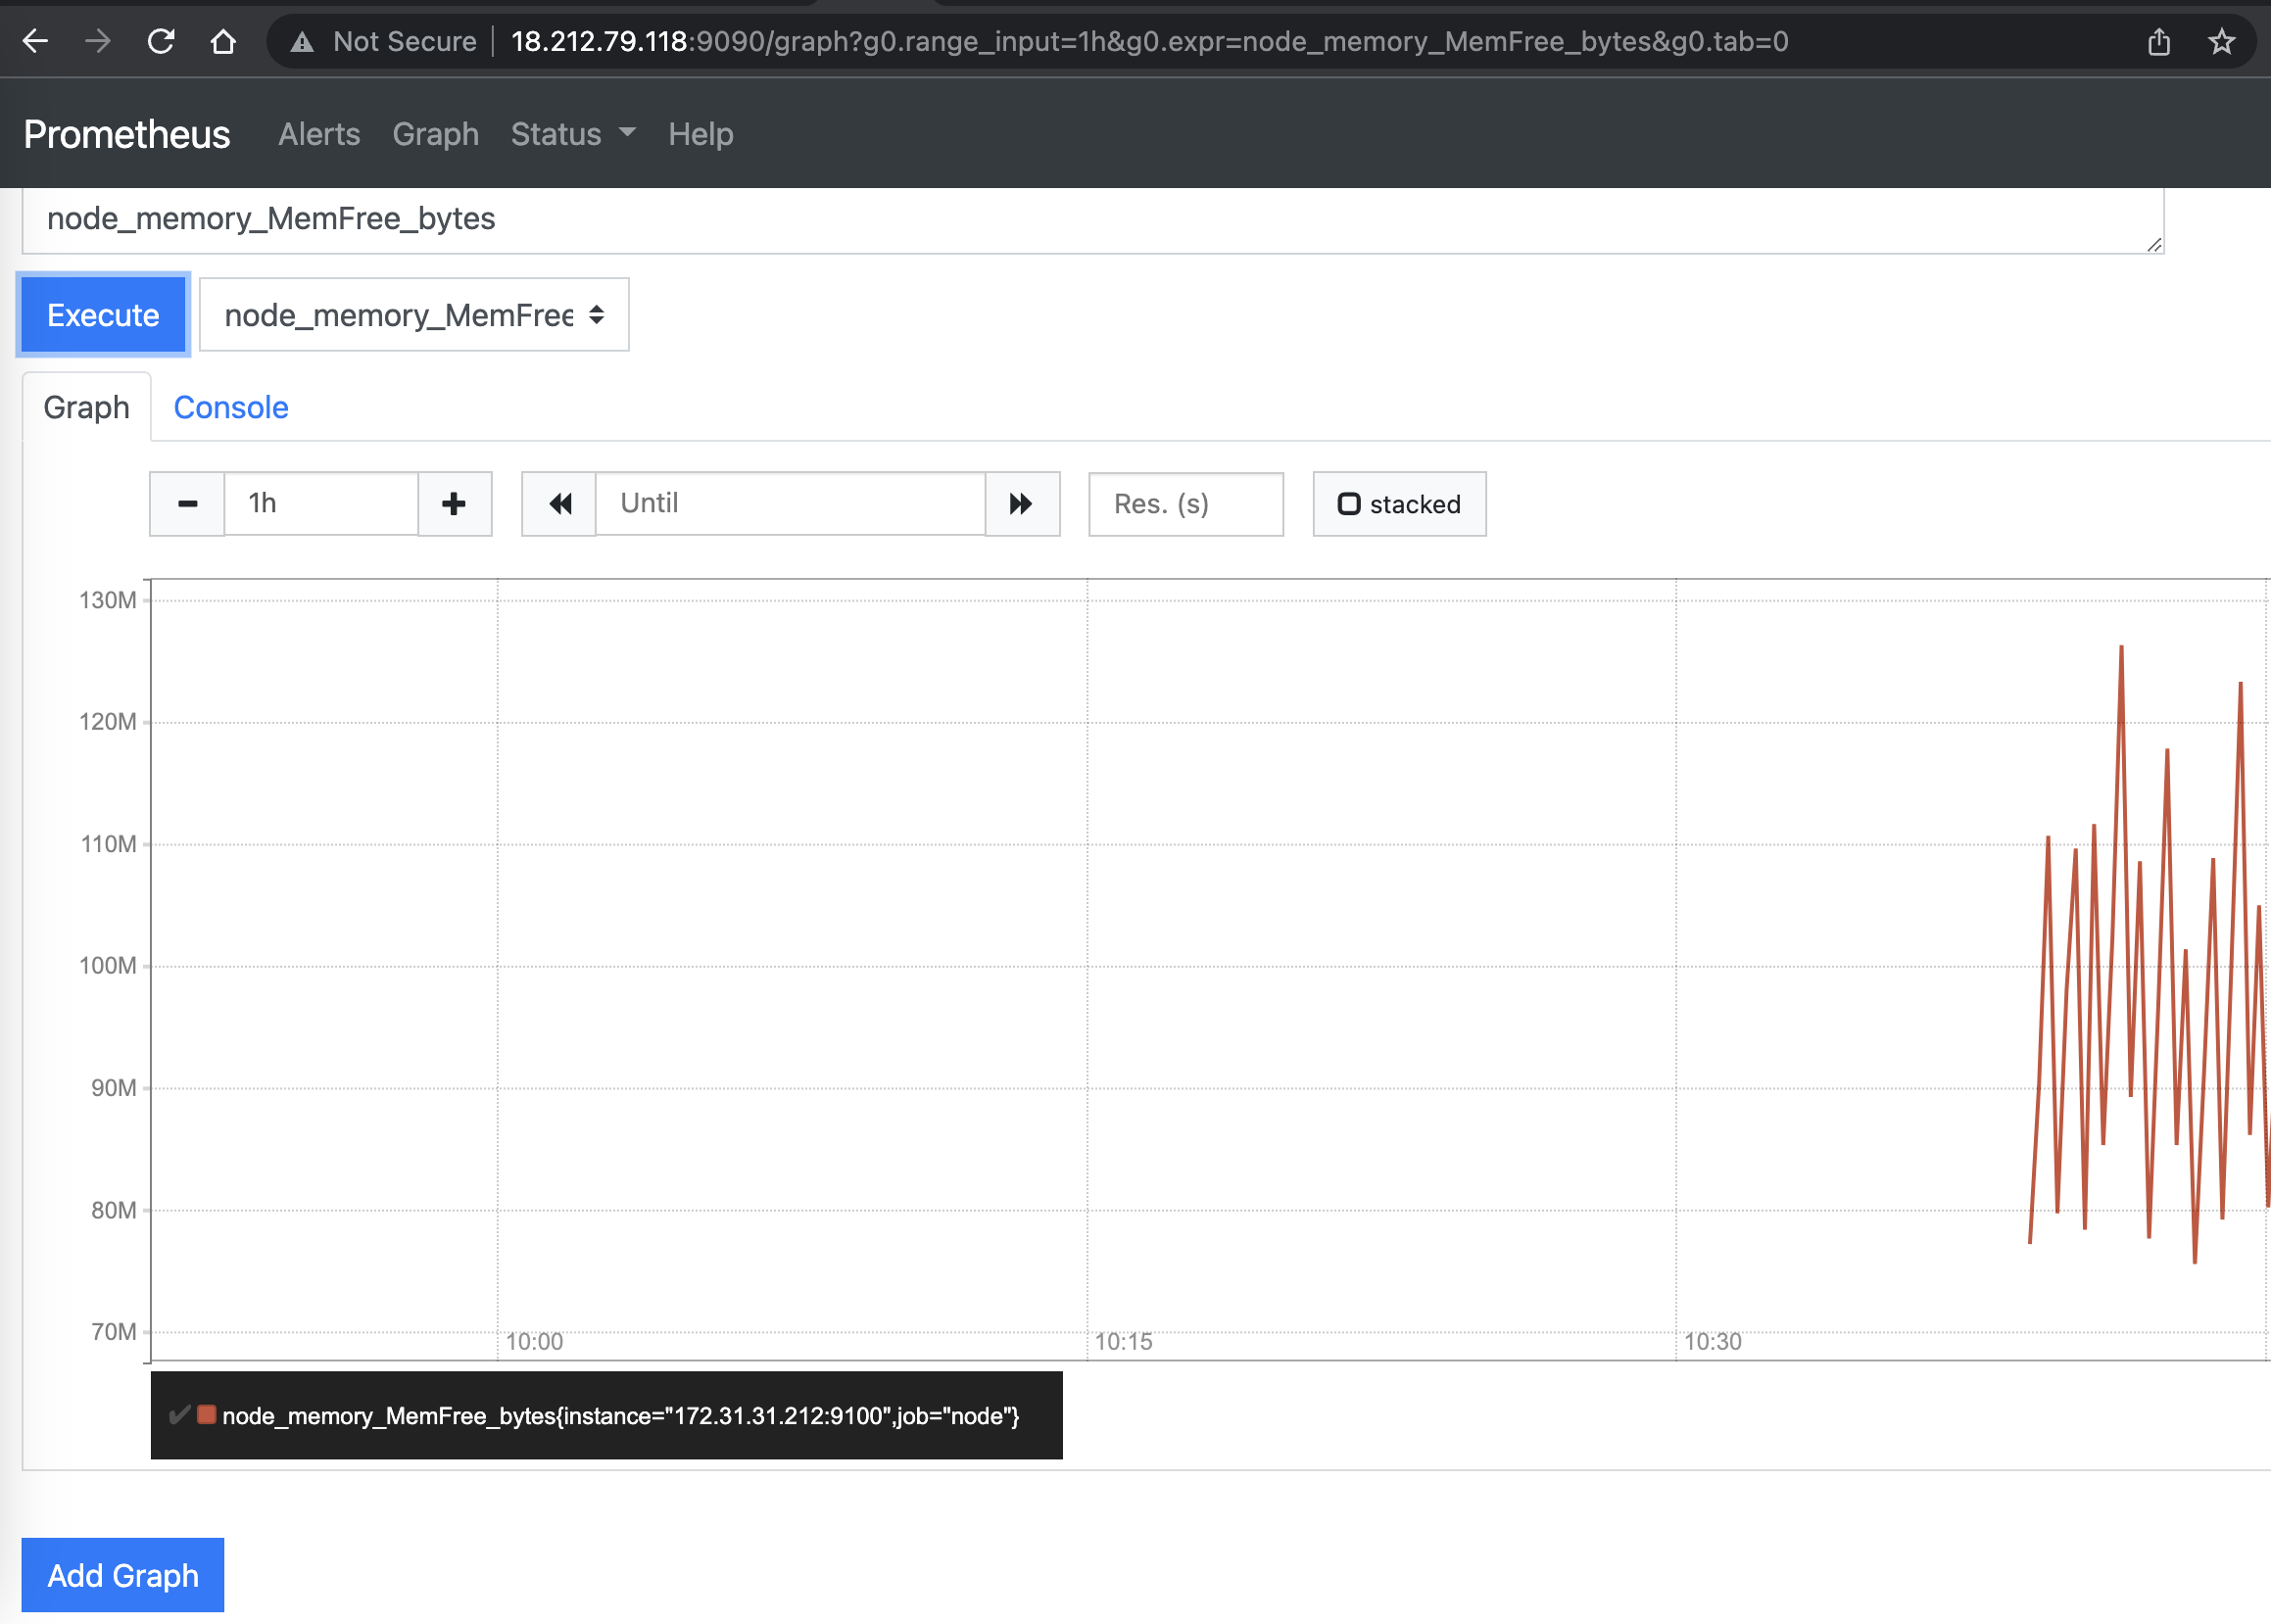 Not Secure 18.212.79.118:9090/graph?g0.range_input=1h&g0.expr=node_memory_MemFree_bytes&g0.tab=0
Prometheus Alerts Graph Status Help
node_memory_MemFree_bytes
Execute node_memory_MemFree
Graph Console
1h Until Res. (s) stacked
130M
120M
110M
100M
90M
80M
70M
10:00 10:15 10:30
node_memory_MemFree_bytes{instance="172.31.31.212:9100",job="node"}
Add Graph